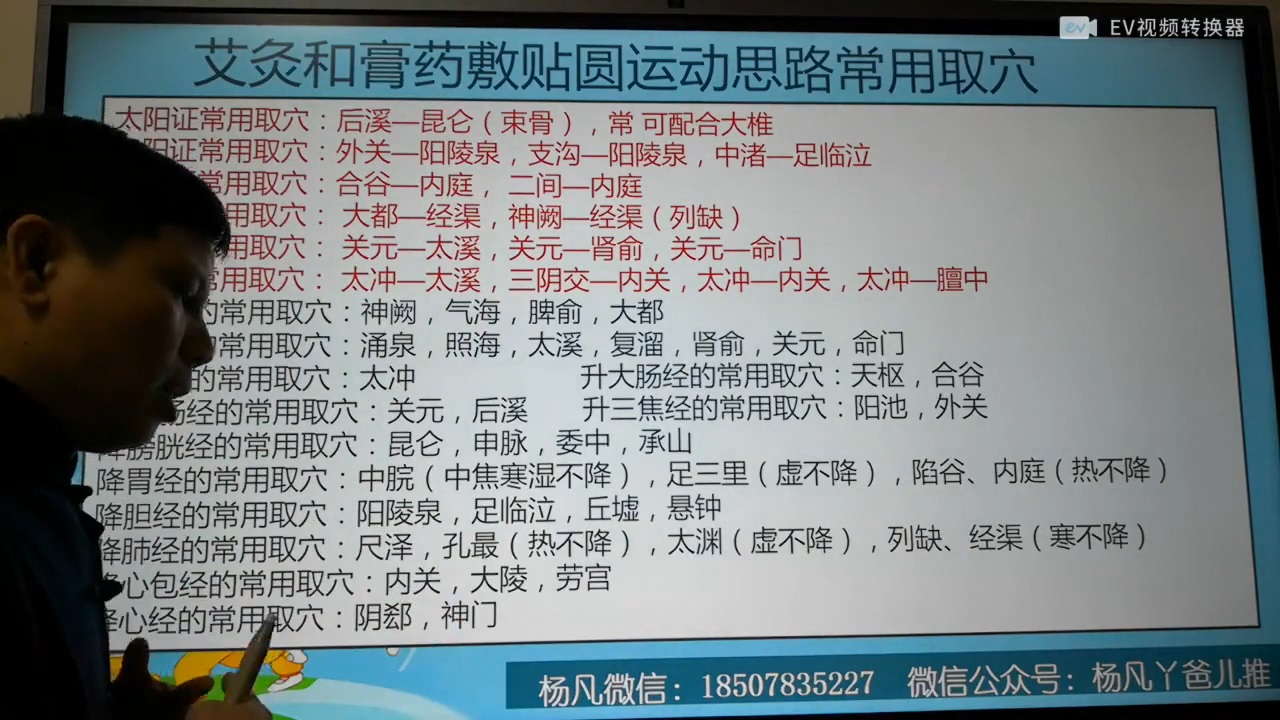 EV视频转换器
艾灸和膏药敷贴圆运动思路常用取穴
太阳证常用取穴：后溪—昆仑（束骨），常 可配合大椎
阳证常用取穴：外关—阳陵泉，支沟—阳陵泉，中渚—足临泣
常用取穴：合谷—内庭，二间—内庭
用取穴：大都—经渠，神阙—经渠（列缺）
用取穴：关元—太溪，关元—肾俞，关元—命门
常用取穴：太冲—太溪，三阴交—内关，太冲—内关，太冲—膻中
的常用取穴：神阙，气海，脾俞，大都
的常用取穴：涌泉，照海，太溪，复溜，肾俞，关元，命门
的常用取穴：太冲 升大肠经的常用取穴：天枢，合谷
肠经的常用取穴：关元，后溪 升三焦经的常用取穴：阳池，外关
降膀胱经的常用取穴：昆仑，申脉，委中，承山
降胃经的常用取穴：中脘（中焦寒湿不降），足三里（虚不降），陷谷、内庭（热不降）
降胆经的常用取穴：阳陵泉，足临泣，丘墟，悬钟
降肺经的常用取穴：尺泽，孔最（热不降），太渊（虚不降），列缺、经渠（寒不降）
降心包经的常用取穴：内关，大陵，劳宫
降心经的常用取穴：阴郄，神门
杨凡微信：18507835227 微信公众号：杨凡丫爸儿推